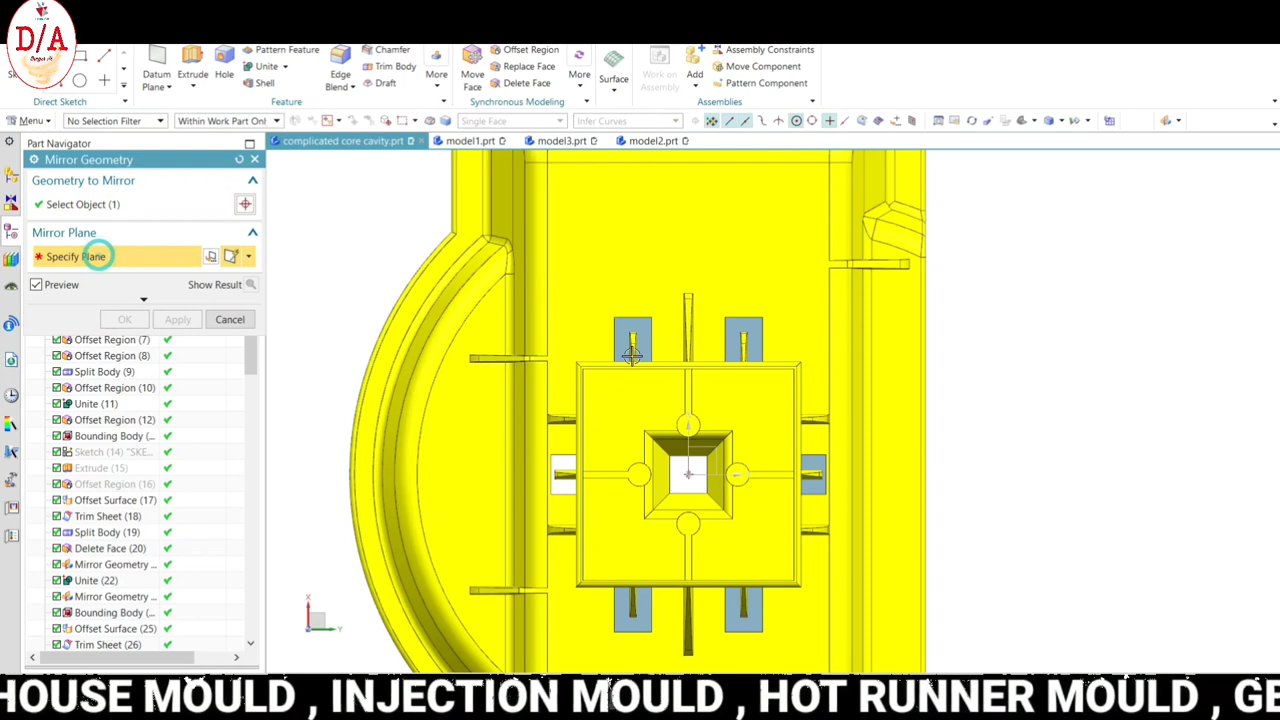 D/A
Datum Plane
Extrude
Hole
Pattern Feature
Unite
Shell
Edge Blend
Chamfer
Trim Body
Draft
More
Move Face
Offset Region
Replace Face
Delete Face
More
Surface
Work on Assembly
Add
Assembly Constraints
Move Component
Pattern Component
Direct Sketch
Feature
Synchronous Modeling
Assemblies
Menu
No Selection Filter
Within Work Part Onl
Single Face
Infer Curves
Part Navigator
complicated core cavity.prt
model1.prt
model3.prt
model2.prt
Mirror Geometry
Geometry to Mirror
Select Object (1)
Mirror Plane
Specify Plane
Preview
Show Result
OK
Apply
Cancel
Offset Region (7)
Offset Region (8)
Split Body (9)
Offset Region (10)
Unite (11)
Offset Region (12)
Bounding Body (...
Sketch (14) "SKE...
Extrude (15)
Offset Region (16)
Offset Surface (17)
Trim Sheet (18)
Split Body (19)
Delete Face (20)
Mirror Geometry ...
Unite (22)
Mirror Geometry ...
Bounding Body (...
Offset Surface (25)
Trim Sheet (26)
X
Y
HOUSE MOULD , INJECTION MOULD , HOT RUNNER MOULD , GE